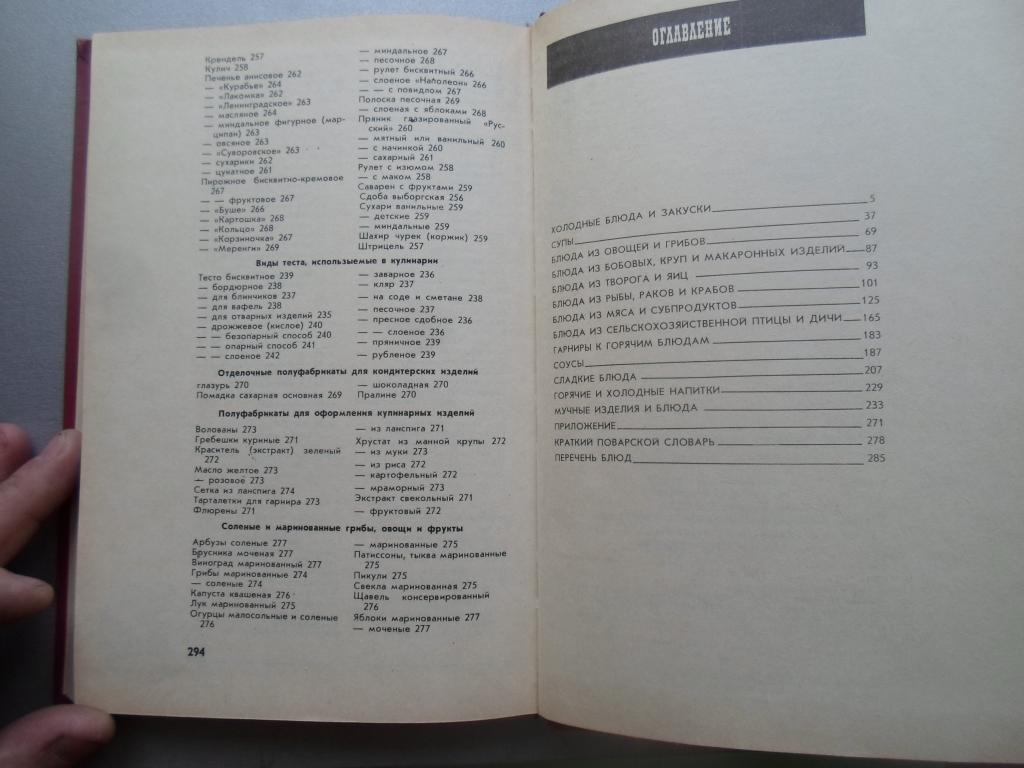 Крендель 257
Кулич 258
Печенье анисовое 262
— «Курабье» 264
— «Лакомка» 262
— «Ленинградское» 263
— масляное 264
— миндальное фигурное (мар-
ципан) 263
— овсяное 263
— «Суворовское» 263
— сухарики 262
— цукатное 261
Пирожное бисквитно-кремовое
267
— — фруктовое 267
— «Буше» 266
— «Картошка» 268
— «Кольцо» 268
— «Корзиночка» 267
— «Меренги» 269
— миндальное 267
— песочное 268
— рулет бисквитный 266
— слоеное «Наполеон» 266
— — с повидлом 267
Полоска песочная 269
— слоеная с яблоками 268
Пряник глазированный «Рус-
ский» 260
— мятный или ванильный 260
— с начинкой 260
— сахарный 261
Рулет с изюмом 258
— с маком 258
Саварен с фруктами 259
Сдоба выборгская 256
Сухари ванильные 259
— детские 259
— миндальные 259
Шакир чурек (коржик) 259
Штрицель 257
Виды теста, используемые в кулинарии
Тесто бисквитное 239
— бордюрное 238
— для блинчиков 237
— для вафель 238
— для отварных изделий 235
— дрожжевое (кислое) 240
— — безопарный способ 240
— — опарный способ 241
— — слоеное 242
— заварное 236
— кляр 237
— на соде и сметане 238
— песочное 237
— пресное сдобное 236
— — слоеное 236
— пряничное 239
— рубленое 239
Отделочные полуфабрикаты для кондитерских изделий
глазурь 270
Помадка сахарная основная 269
— шоколадная 270
Пралине 270
Полуфабрикаты для оформления кулинарных изделий
Волованы 273
Гребешки куриные 271
Краситель (экстракт) зеленый
272
Масло желтое 273
— розовое 273
Сетка из ланспига 274
Тарталетки для гарнира 273
Флюрены 271
— из ланспига 271
Хрустат из манной крупы 272
— из муки 273
— из риса 272
— картофельный 272
— мраморный 273
Экстракт свекольный 271
— фруктовый 272
Соленые и маринованные грибы, овощи и фрукты
Арбузы соленые 277
Брусника моченая 277
Виноград маринованный 277
Грибы маринованные 274
— соленые 274
Капуста квашеная 276
Лук маринованный 275
Огурцы малосольные и соленые
276
— маринованные 275
Патиссоны, тыква маринованные
275
Пикули 275
Свекла маринованная 275
Щавель консервированный
276
Яблоки маринованные 277
— моченые 277
294
ОГЛАВЛЕНИЕ
ХОЛОДНЫЕ БЛЮДА И ЗАКУСКИ 5
СУПЫ 37
БЛЮДА ИЗ ОВОЩЕЙ И ГРИБОВ 69
БЛЮДА ИЗ БОБОВЫХ, КРУП И МАКАРОННЫХ ИЗДЕЛИЙ 87
БЛЮДА ИЗ ТВОРОГА И ЯИЦ 93
БЛЮДА ИЗ РЫБЫ, РАКОВ И КРАБОВ 101
БЛЮДА ИЗ МЯСА И СУБПРОДУКТОВ 125
БЛЮДА ИЗ СЕЛЬСКОХОЗЯЙСТВЕННОЙ ПТИЦЫ И ДИЧИ 165
ГАРНИРЫ К ГОРЯЧИМ БЛЮДАМ 183
СОУСЫ 187
СЛАДКИЕ БЛЮДА 207
ГОРЯЧИЕ И ХОЛОДНЫЕ НАПИТКИ 229
МУЧНЫЕ ИЗДЕЛИЯ И БЛЮДА 233
ПРИЛОЖЕНИЕ 271
КРАТКИЙ ПОВАРСКОЙ СЛОВАРЬ 278
ПЕРЕЧЕНЬ БЛЮД 285